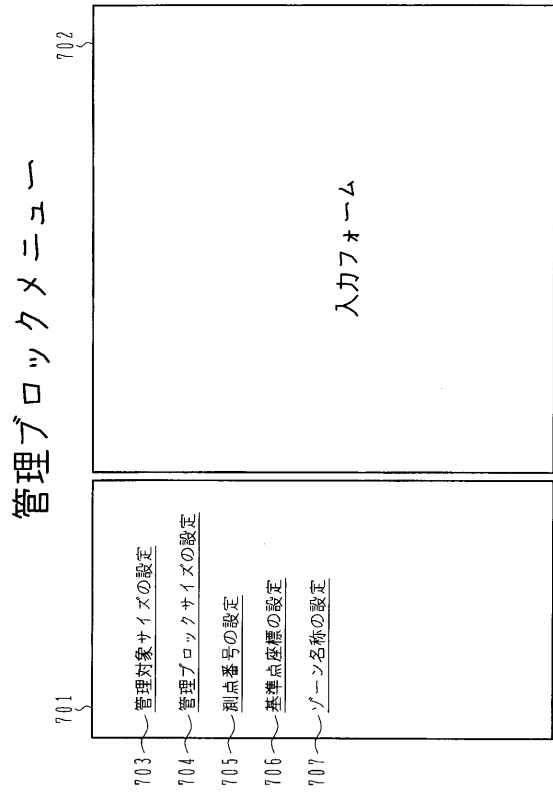 管理ブロックメニュー
701
702
703 管理対象サイズの設定
704 管理ブロックサイズの設定
705 測点番号の設定
706 基準点座標の設定
707 ゾーン名称の設定
入力フォーム